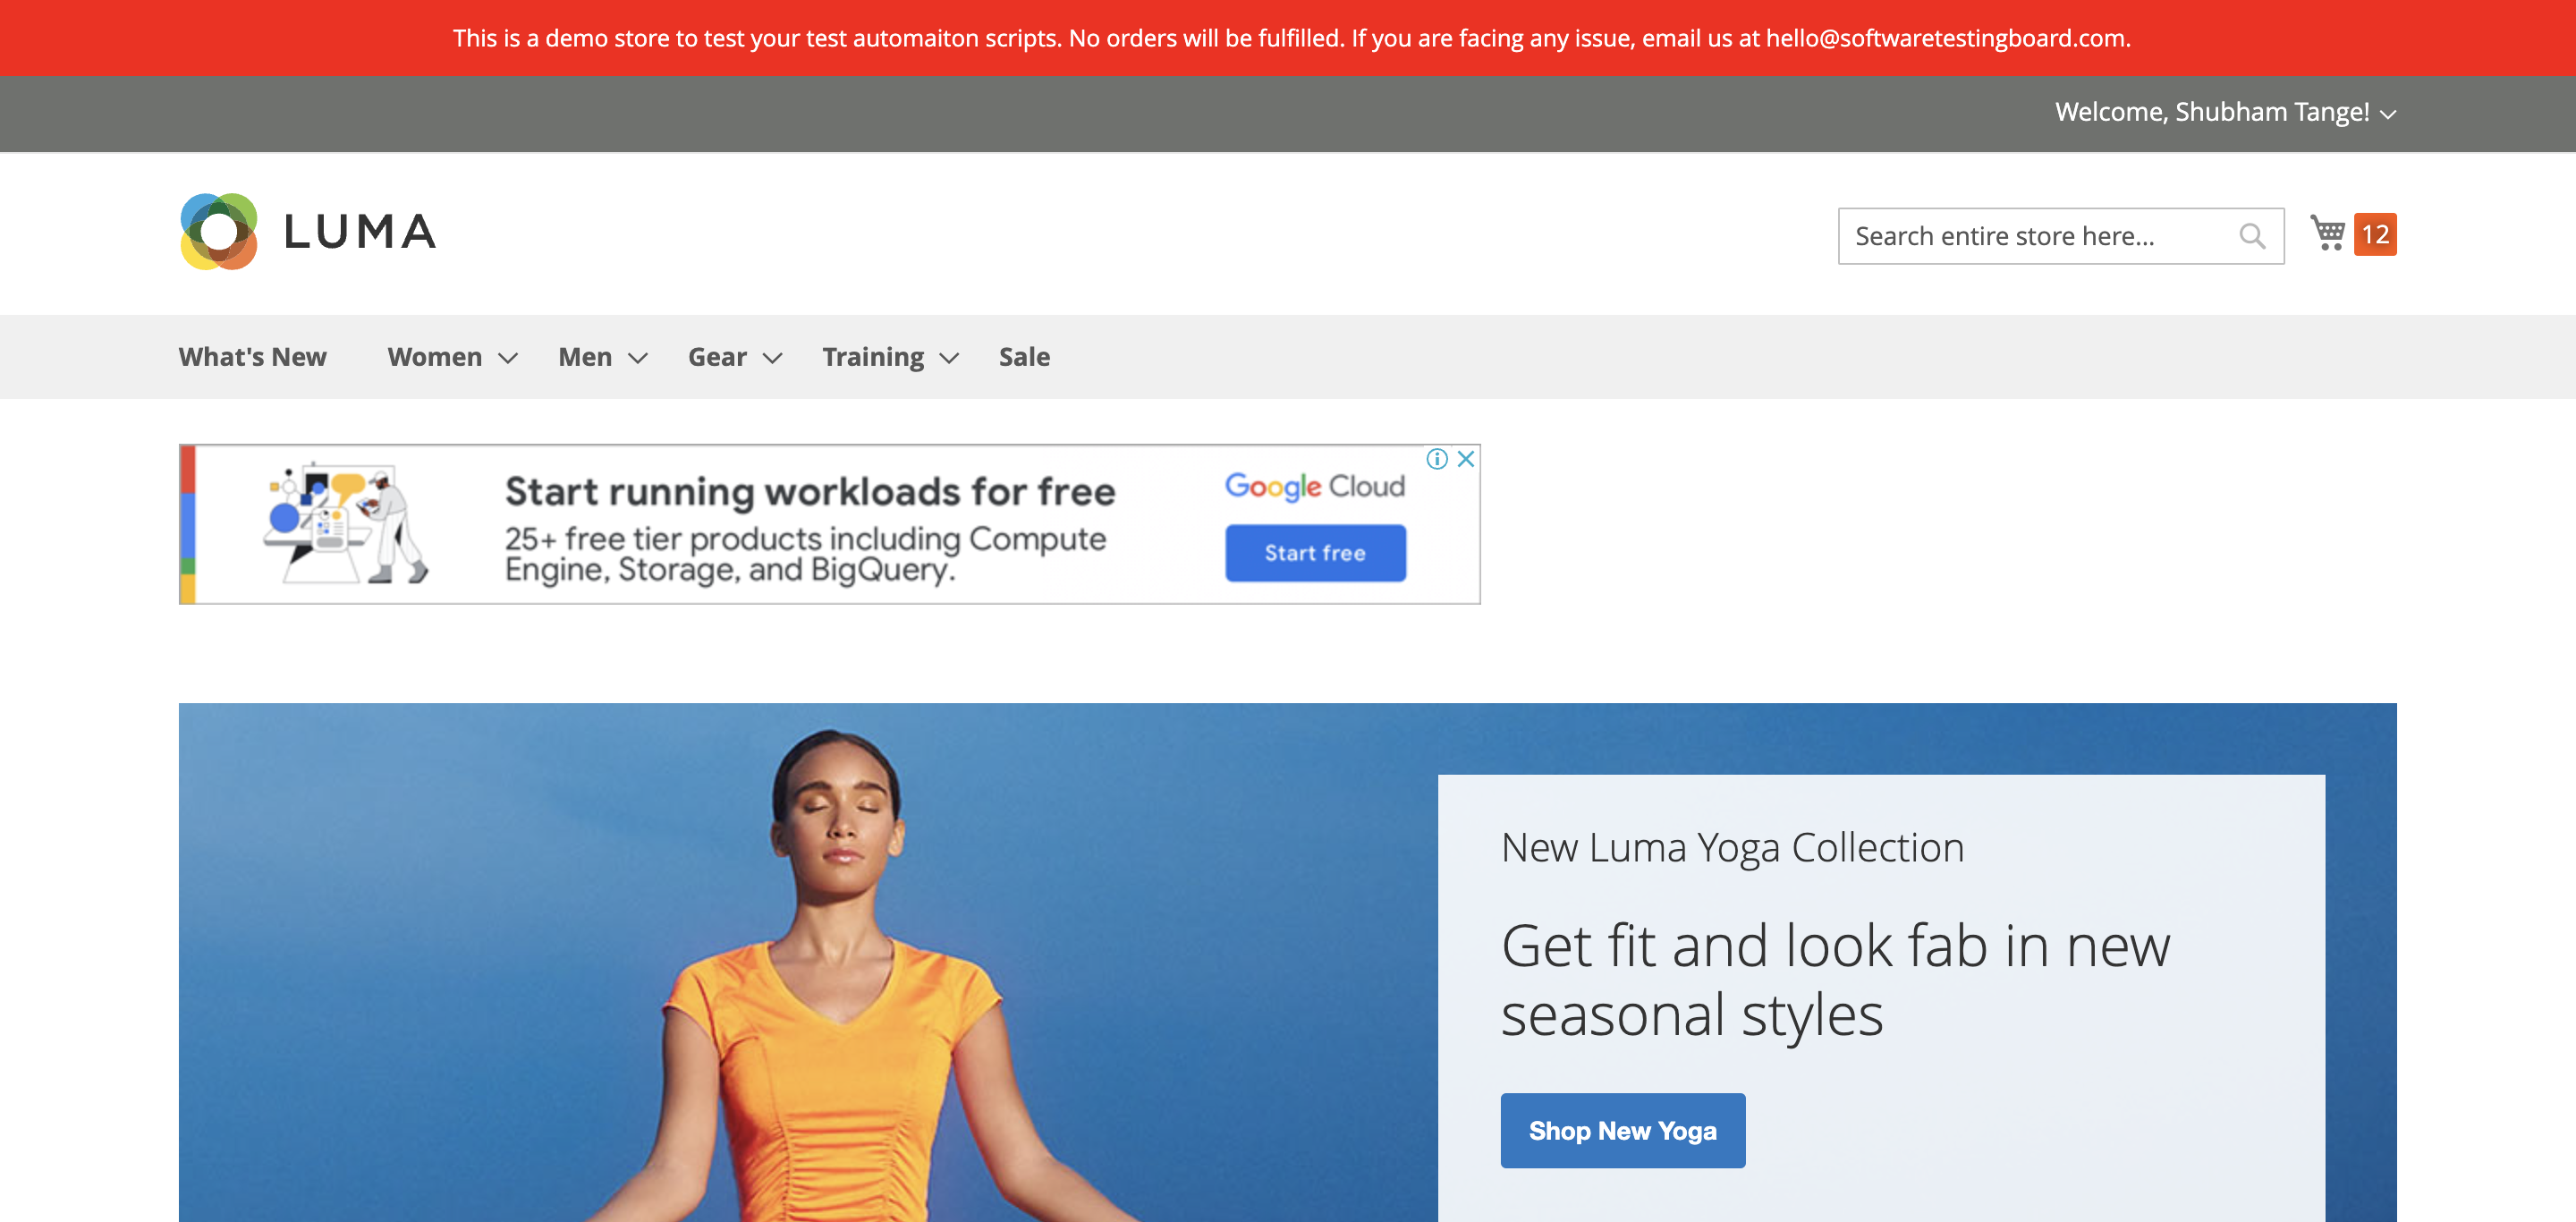 This is a demo store to test your test automaiton scripts. No orders will be fulfilled. If you are facing any issue, email us at hello@softwaretestingboard.com.
Welcome, Shubham Tange!
LUMA
Search entire store here...
12
What's New Women Men Gear Training Sale
Start running workloads for free
25+ free tier products including Compute
Engine, Storage, and BigQuery.
Google Cloud
Start free
New Luma Yoga Collection
Get fit and look fab in new
seasonal styles
Shop New Yoga